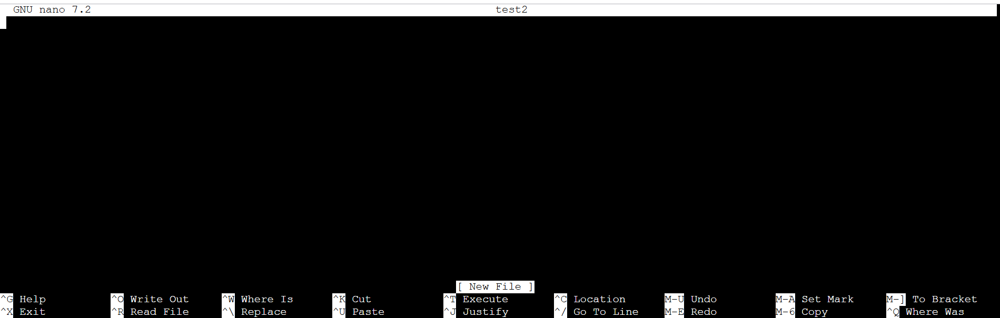 GNU nano 7.2 test2
[ New File ]
^G Help ^O Write Out ^W Where Is ^K Cut ^T Execute ^C Location M-U Undo M-A Set Mark M-] To Bracket
^X Exit ^R Read File ^\ Replace ^U Paste ^J Justify ^/ Go To Line M-E Redo M-6 Copy ^Q Where Was